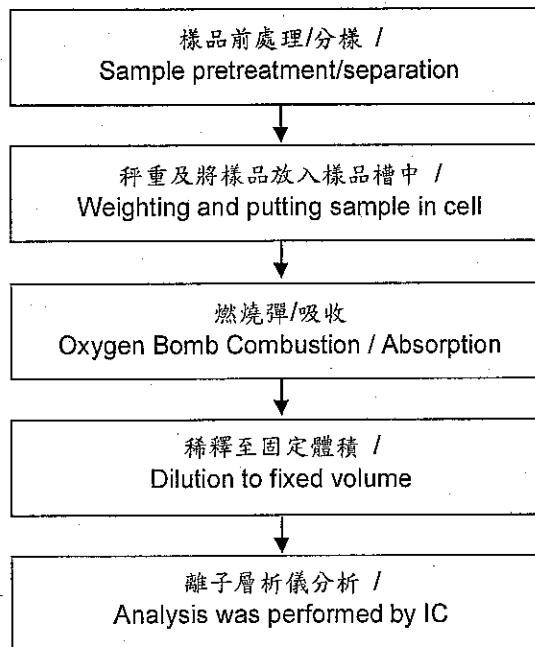 樣品前處理/分樣 /
Sample pretreatment/separation
秤重及將樣品放入樣品槽中 /
Weighting and putting sample in cell
燃燒彈/吸收
Oxygen Bomb Combustion / Absorption
稀釋至固定體積 /
Dilution to fixed volume
離子層析儀分析 /
Analysis was performed by IC